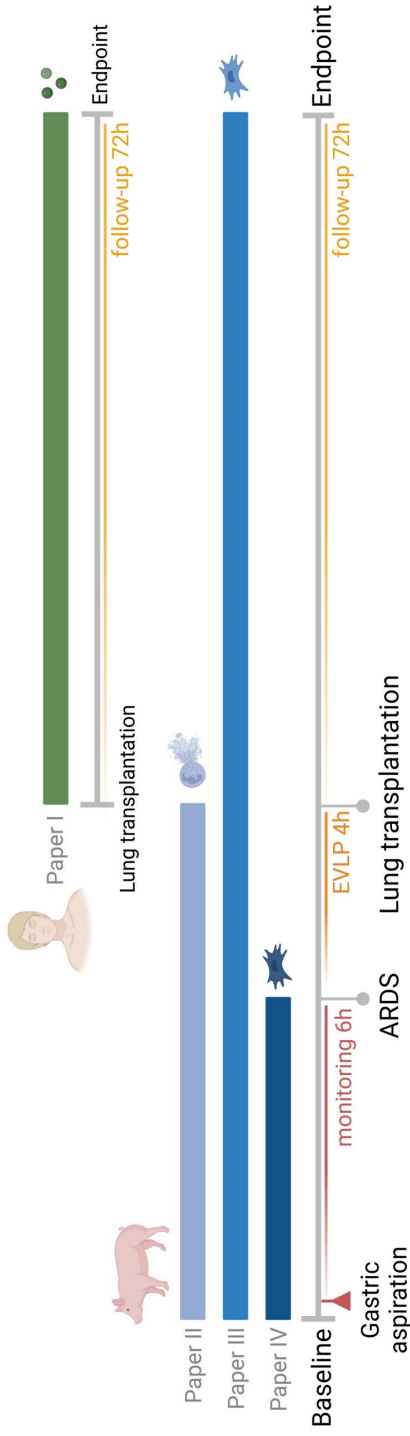 Paper I
Endpoint
follow-up 72h
Lung transplantation
Paper II
Paper III
Paper IV
Baseline
Endpoint
monitoring 6h
EVLP 4h
follow-up 72h
Gastric
aspiration
ARDS
Lung transplantation